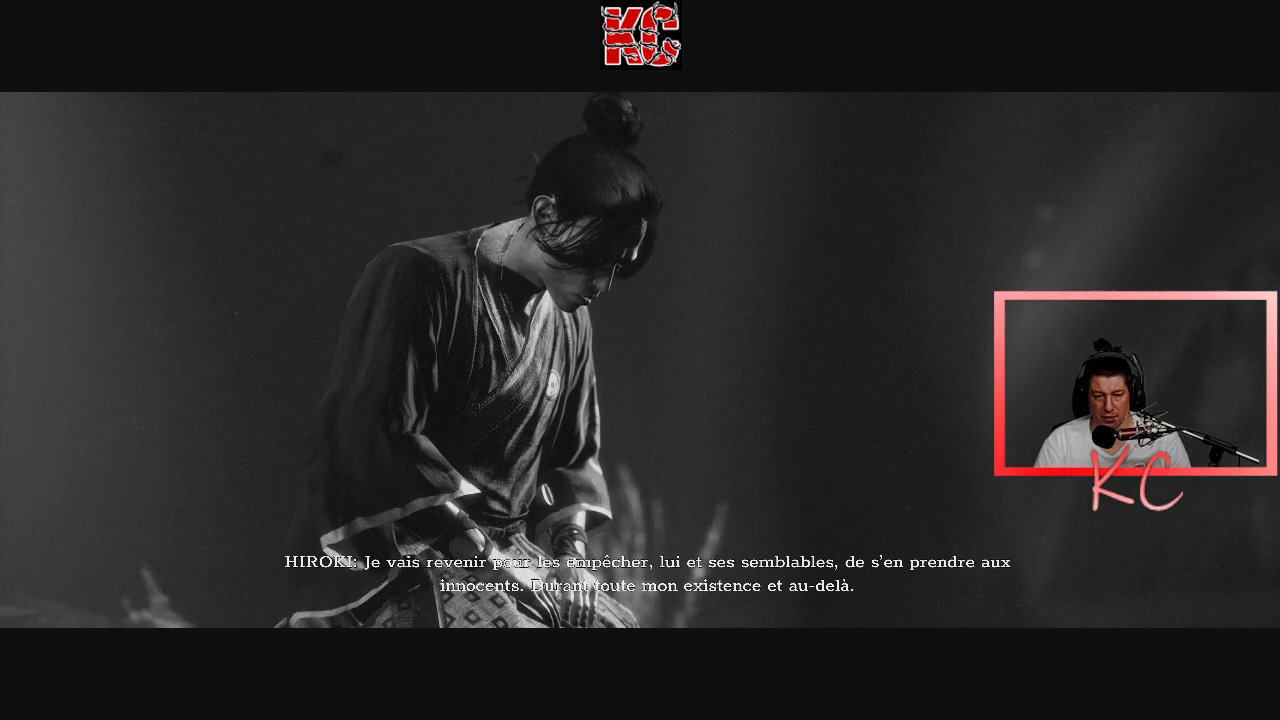 KC
HIROKI: Je vais revenir pour les empêcher, lui et ses semblables, de s'en prendre aux
innocents. Durant toute mon existence et au-delà.
KC